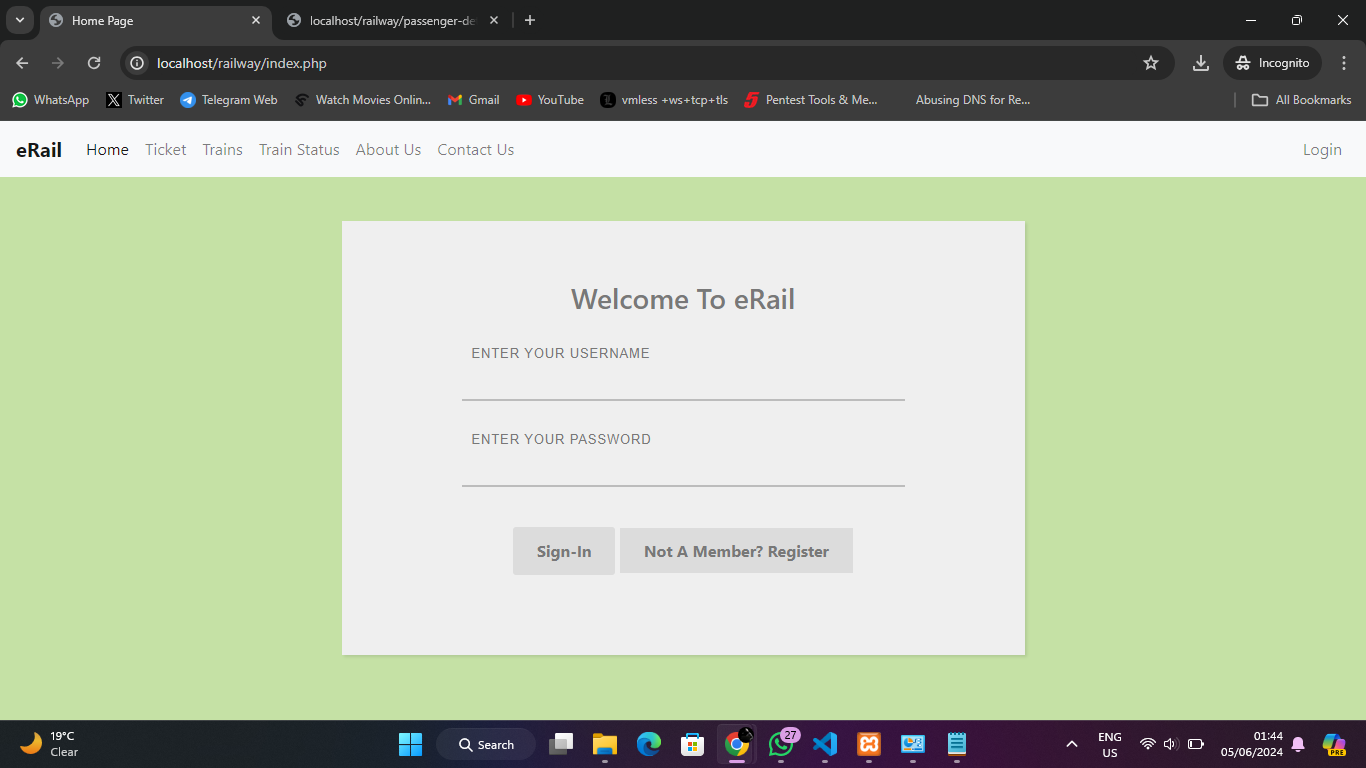 Home Page
localhost/railway/passenger-de
localhost/railway/index.php
Incognito
WhatsApp
Twitter
Telegram Web
Watch Movies Onlin...
Gmail
YouTube
vmless +ws+tcp+tls
Pentest Tools & Me...
Abusing DNS for Re...
All Bookmarks
eRail
Home
Ticket
Trains
Train Status
About Us
Contact Us
Login
Welcome To eRail
ENTER YOUR USERNAME
ENTER YOUR PASSWORD
Sign-In
Not A Member? Register
19°C
Clear
Search
27
ENG
US
01:44
05/06/2024
PRE